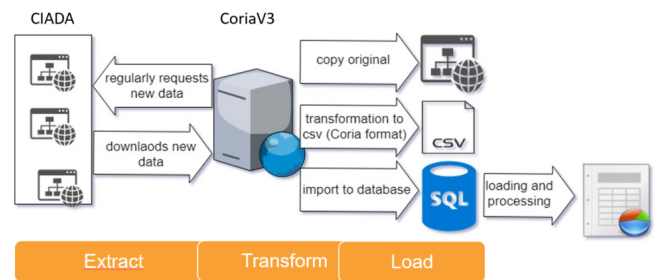 CIADA
CoriaV3
regularly requests
new data
downlaods new
data
copy original
transformation to
csv (Coria format)
CSV
import to database
SQL
loading and
processing
Extract
Transform
Load